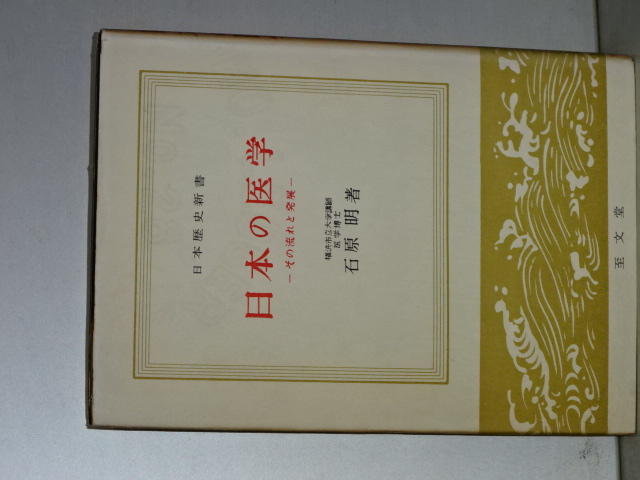 日本歴史新書
日本の医学
—その流れと発展—
横浜市立大学講師
医学博士
石原明著
至文堂